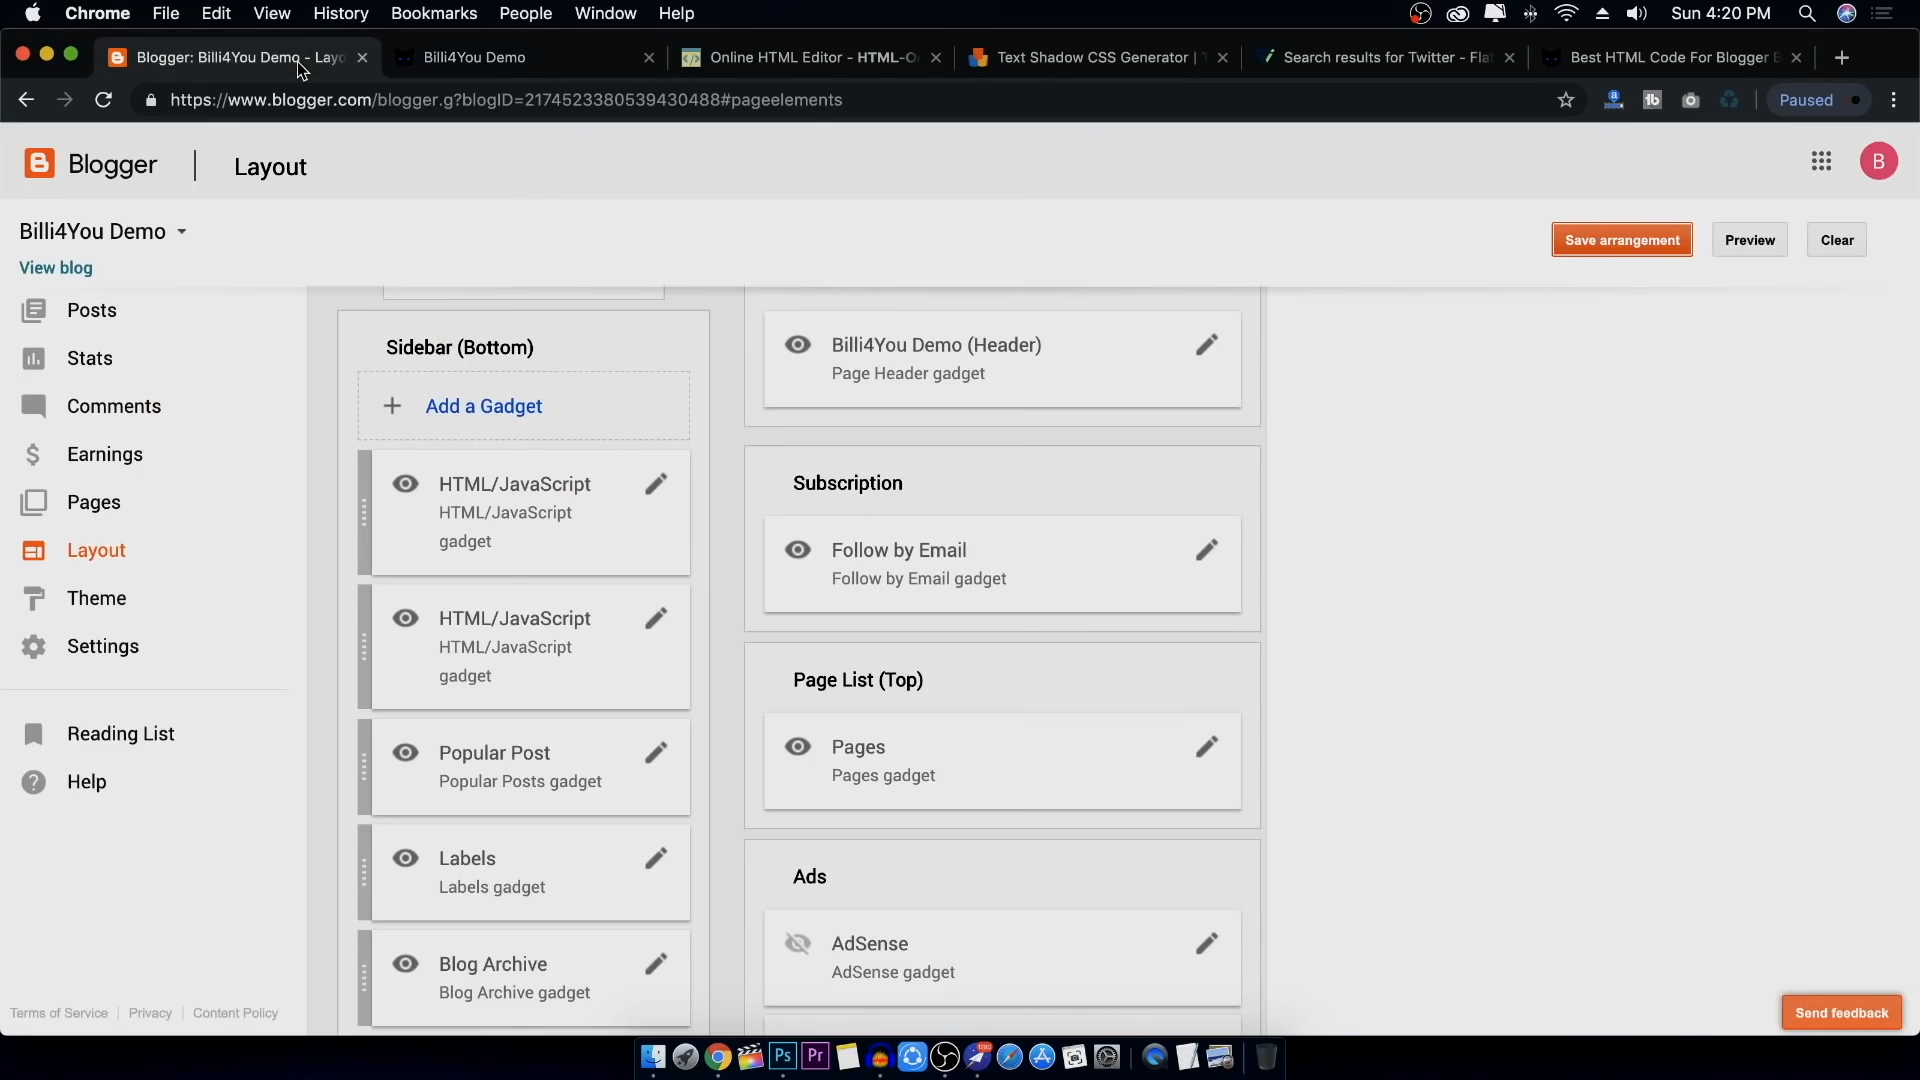 Chrome File Edit View History Bookmarks People Window Help Sun 4:20 PM
Blogger: Billi4You Demo - Layo Billi4You Demo Online HTML Editor - HTML-O Text Shadow CSS Generator | Search results for Twitter - Fla Best HTML Code For Blogger
https://www.blogger.com/blogger.g?blogID=2174523380539430488#pageelements Paused
Blogger | Layout B
Billi4You Demo
View blog
Save arrangement Preview Clear
Posts
Stats
Comments
Earnings
Pages
Layout
Theme
Settings
Reading List
Help
Terms of Service | Privacy | Content Policy
Sidebar (Bottom)
+ Add a Gadget
HTML/JavaScript
HTML/JavaScript
gadget
HTML/JavaScript
HTML/JavaScript
gadget
Popular Post
Popular Posts gadget
Labels
Labels gadget
Blog Archive
Blog Archive gadget
Billi4You Demo (Header)
Page Header gadget
Subscription
Follow by Email
Follow by Email gadget
Page List (Top)
Pages
Pages gadget
Ads
AdSense
AdSense gadget
Send feedback
Ps Pr